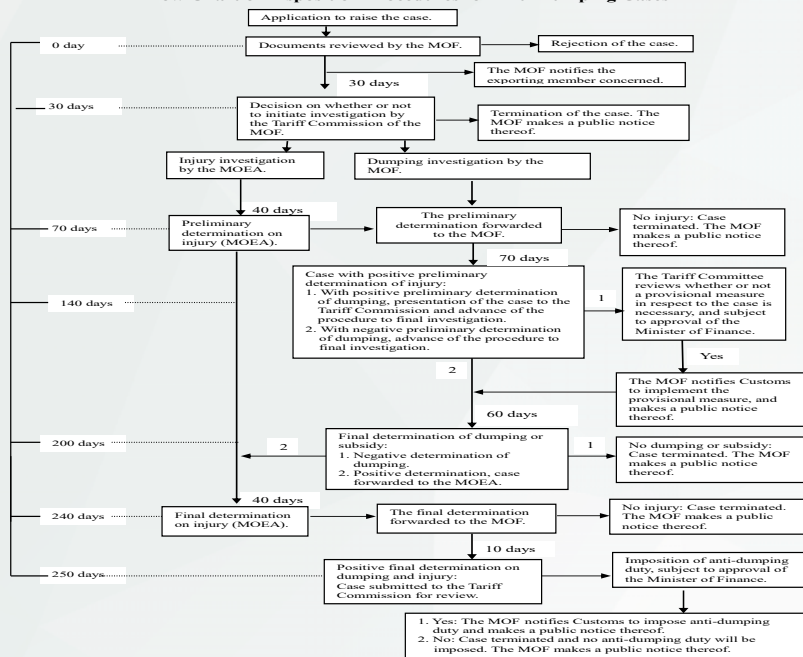 Application to raise the case.
0 day
Documents reviewed by the MOF.
Rejection of the case.
30 days
The MOF notifies the
exporting member concerned.
30 days
Decision on whether or not
to initiate investigation by
the Tariff Commission of the
MOF.
Termination of the case. The
MOF makes a public notice
thereof.
Injury investigation
by the MOEA.
Dumping investigation by the
MOF.
40 days
70 days
Preliminary
determination on
injury (MOEA).
The preliminary
determination forwarded
to the MOF.
No injury: Case
terminated. The MOF
makes a public notice
thereof.
70 days
140 days
Case with positive preliminary
determination of injury:
1. With positive preliminary determination
of dumping, presentation of the case to the
Tariff Commission and advance of the
procedure to final investigation.
2. With negative preliminary determination
of dumping, advance of the procedure to
final investigation.
1
The Tariff Committee
reviews whether or not
a provisional measure
in respect to the case is
necessary, and subject
to approval of the
Minister of Finance.
Yes
2
The MOF notifies Customs
to implement the
provisional measure, and
makes a public notice
thereof.
60 days
200 days
2
Final determination of dumping or
subsidy:
1. Negative determination of
dumping.
2. Positive determination, case
forwarded to the MOEA.
1
No dumping or subsidy:
Case terminated. The MOF
makes a public notice
thereof.
40 days
240 days
Final determination
on injury (MOEA).
The final determination
forwarded to the MOF.
No injury: Case terminated.
The MOF makes a public
notice thereof.
10 days
250 days
Positive final determination on
dumping and injury:
Case submitted to the Tariff
Commission for review.
Imposition of anti-dumping
duty, subject to approval of
the Minister of Finance.
1. Yes: The MOF notifies Customs to impose anti-dumping
duty and makes a public notice thereof.
2. No: Case terminated and no anti-dumping duty will be
imposed. The MOF makes a public notice thereof.